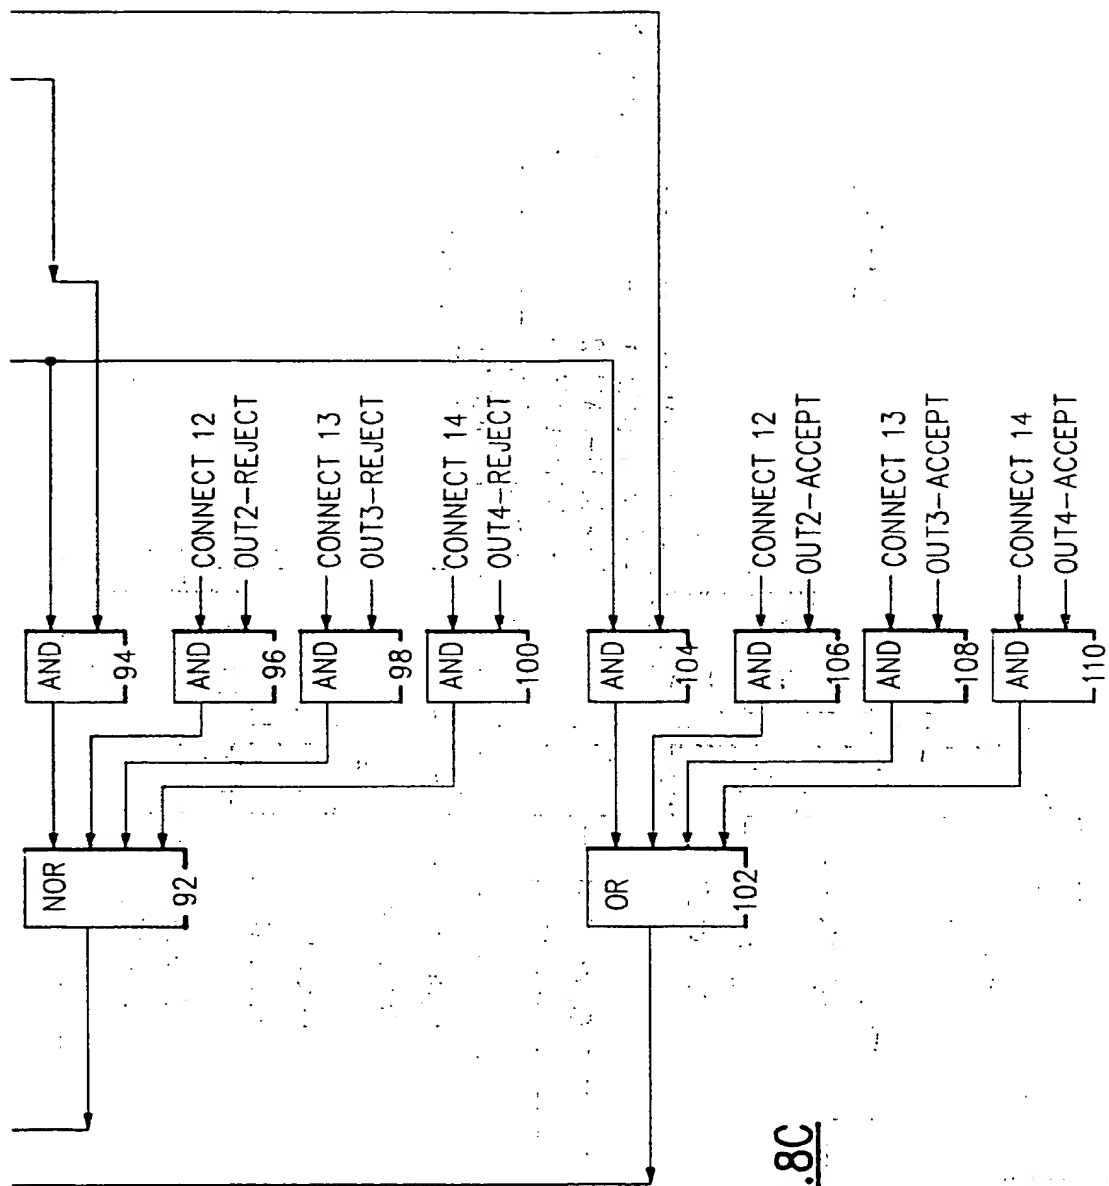 NOR
92
AND
94
AND
96
CONNECT 12
OUT2-REJECT
AND
98
CONNECT 13
OUT3-REJECT
AND
100
CONNECT 14
OUT4-REJECT
OR
102
AND
104
AND
106
CONNECT 12
OUT2-ACCEPT
AND
108
CONNECT 13
OUT3-ACCEPT
AND
110
CONNECT 14
OUT4-ACCEPT
.8C